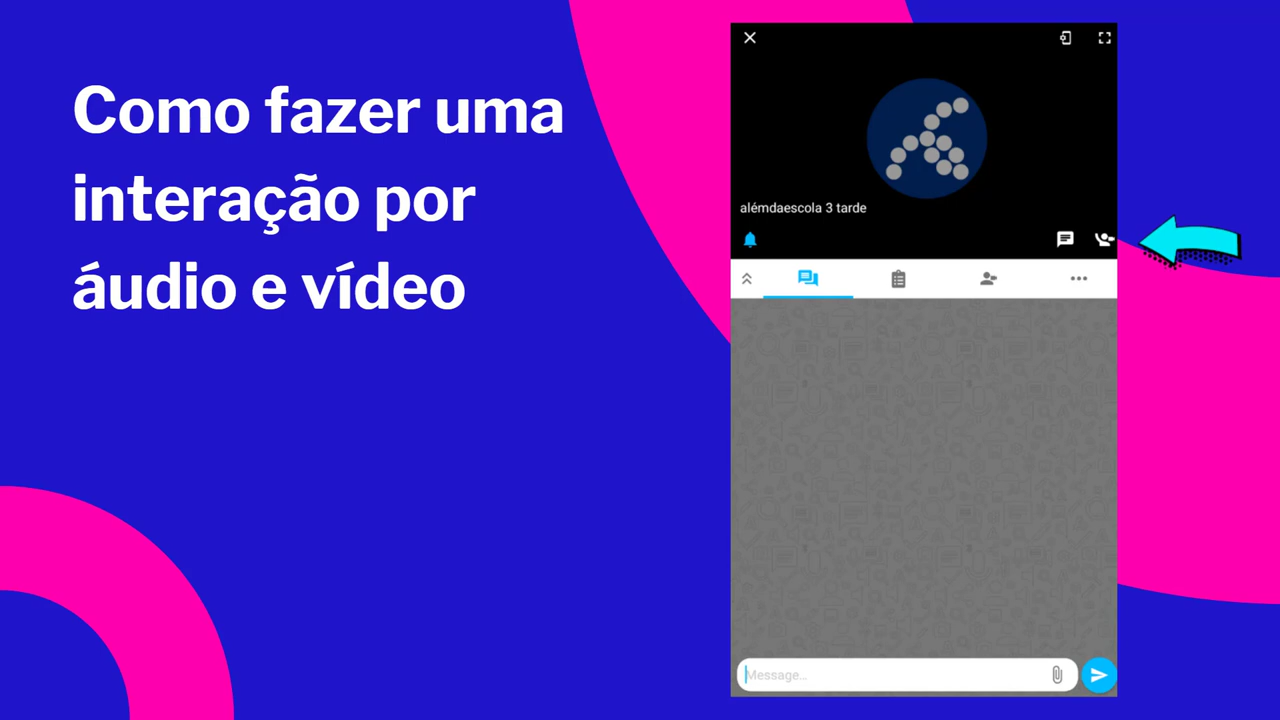 Como fazer uma
interação por
áudio e vídeo
alémdaescola 3 tarde
Message...